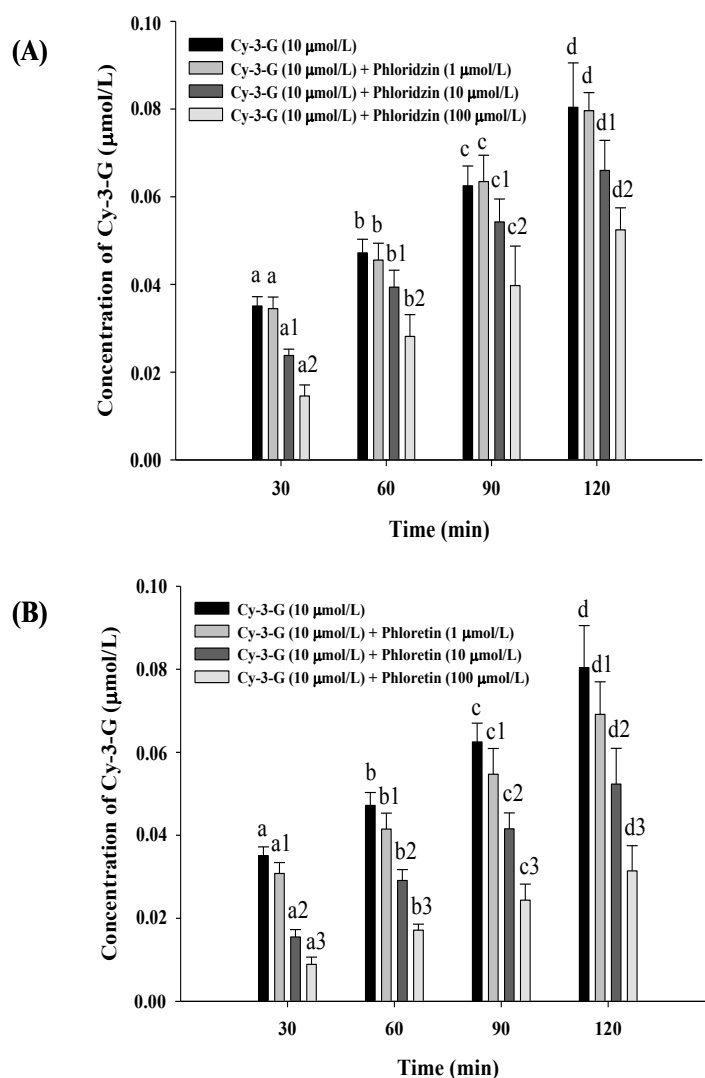 (A)
Concentration of Cy-3-G (μmol/L)
0.10
0.08
0.06
0.04
0.02
0.00
Cy-3-G (10 μmol/L)
Cy-3-G (10 μmol/L) + Phloridzin (1 μmol/L)
Cy-3-G (10 μmol/L) + Phloridzin (10 μmol/L)
Cy-3-G (10 μmol/L) + Phloridzin (100 μmol/L)
a a a1 a2
b b b1 b2
c c c1 c2
d d d1 d2
30 60 90 120
Time (min)
(B)
Concentration of Cy-3-G (μmol/L)
0.10
0.08
0.06
0.04
0.02
0.00
Cy-3-G (10 μmol/L)
Cy-3-G (10 μmol/L) + Phloretin (1 μmol/L)
Cy-3-G (10 μmol/L) + Phloretin (10 μmol/L)
Cy-3-G (10 μmol/L) + Phloretin (100 μmol/L)
a a1 a2 a3
b b1 b2 b3
c c1 c2 c3
d d1 d2 d3
30 60 90 120
Time (min)